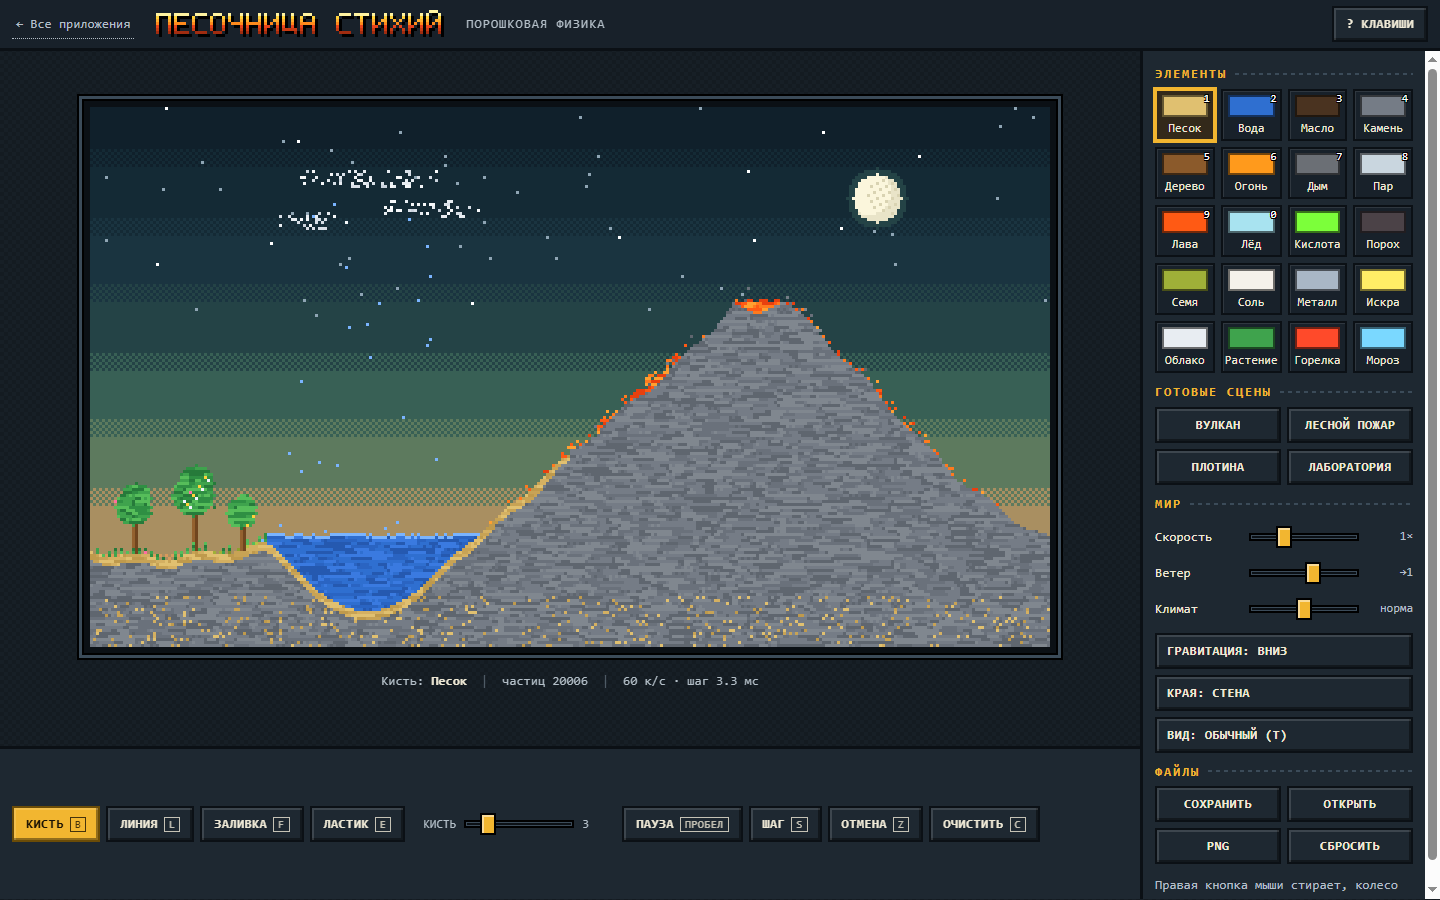 ← Все приложения
ПЕСОЧНИЦА СТИХИЙ
ПОРОШКОВАЯ ФИЗИКА
? КЛАВИШИ
ЭЛЕМЕНТЫ
1 2 3 4
Песок Вода Масло Камень
5 6 7 8
Дерево Огонь Дым Пар
9 0
Лава Лёд Кислота Порох
Семя Соль Металл Искра
Облако Растение Горелка Мороз
ГОТОВЫЕ СЦЕНЫ
ВУЛКАН ЛЕСНОЙ ПОЖАР
ПЛОТИНА ЛАБОРАТОРИЯ
МИР
Скорость 1×
Ветер →1
Климат норма
ГРАВИТАЦИЯ: ВНИЗ
КРАЯ: СТЕНА
ВИД: ОБЫЧНЫЙ (T)
ФАЙЛЫ
СОХРАНИТЬ ОТКРЫТЬ
PNG СБРОСИТЬ
Правая кнопка мыши стирает, колесо
Кисть: Песок | частиц 20006 | 60 к/с · шаг 3.3 мс
КИСТЬ B ЛИНИЯ L ЗАЛИВКА F ЛАСТИК E КИСТЬ 3 ПАУЗА ПРОБЕЛ ШАГ S ОТМЕНА Z ОЧИСТИТЬ C